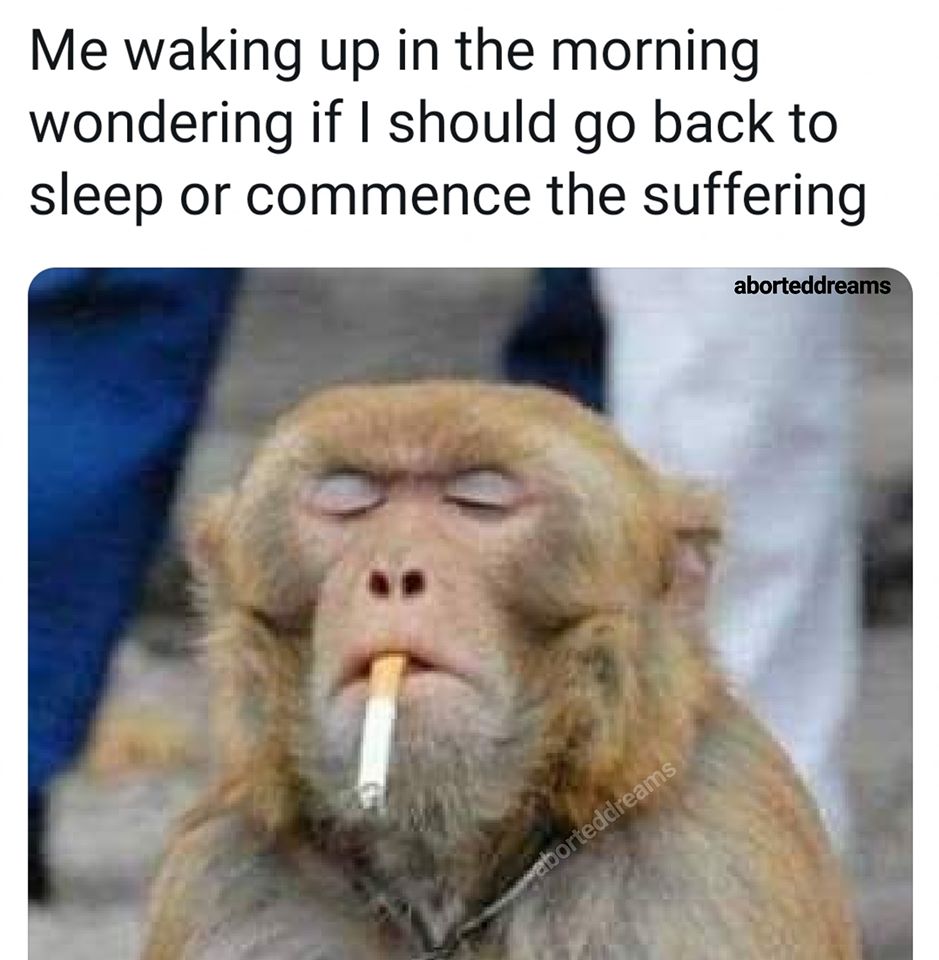 Me waking up in the morning
wondering if I should go back to
sleep or commence the suffering
aborteddreams
aborteddreams